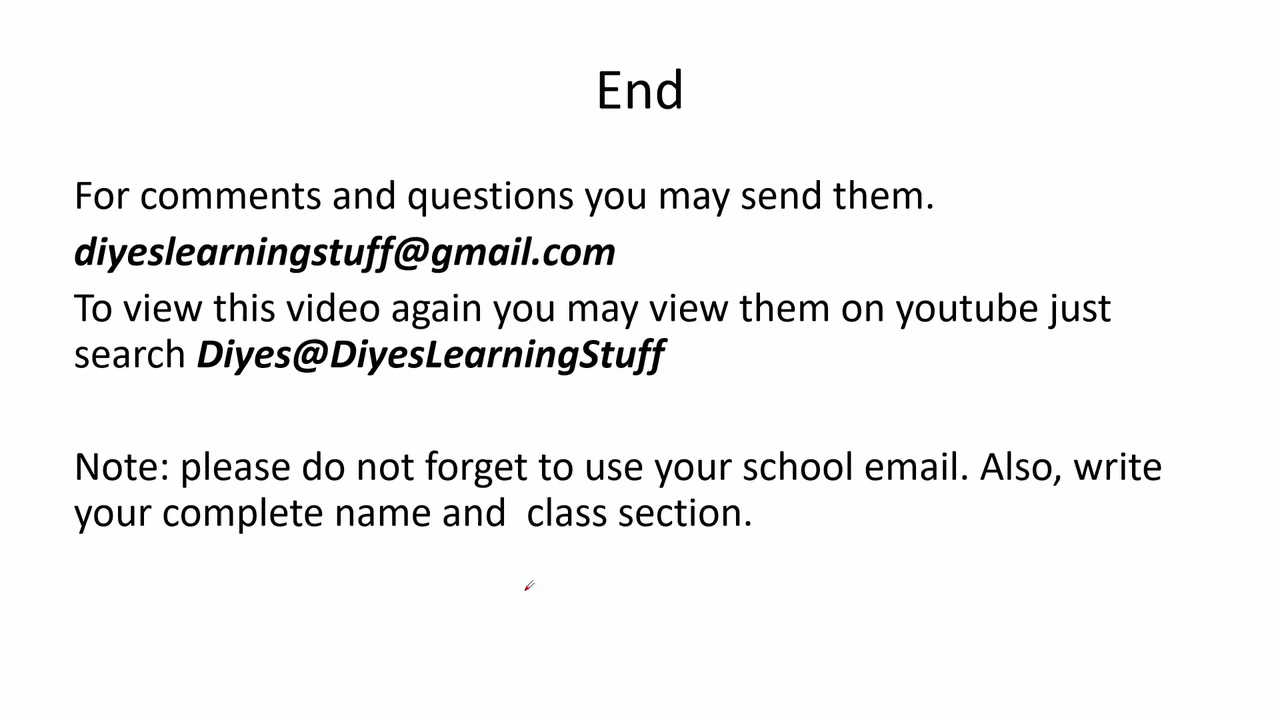 End
For comments and questions you may send them.
diyeslearningstuff@gmail.com
To view this video again you may view them on youtube just
search Diyes@DiyesLearningStuff
Note: please do not forget to use your school email. Also, write
your complete name and  class section.